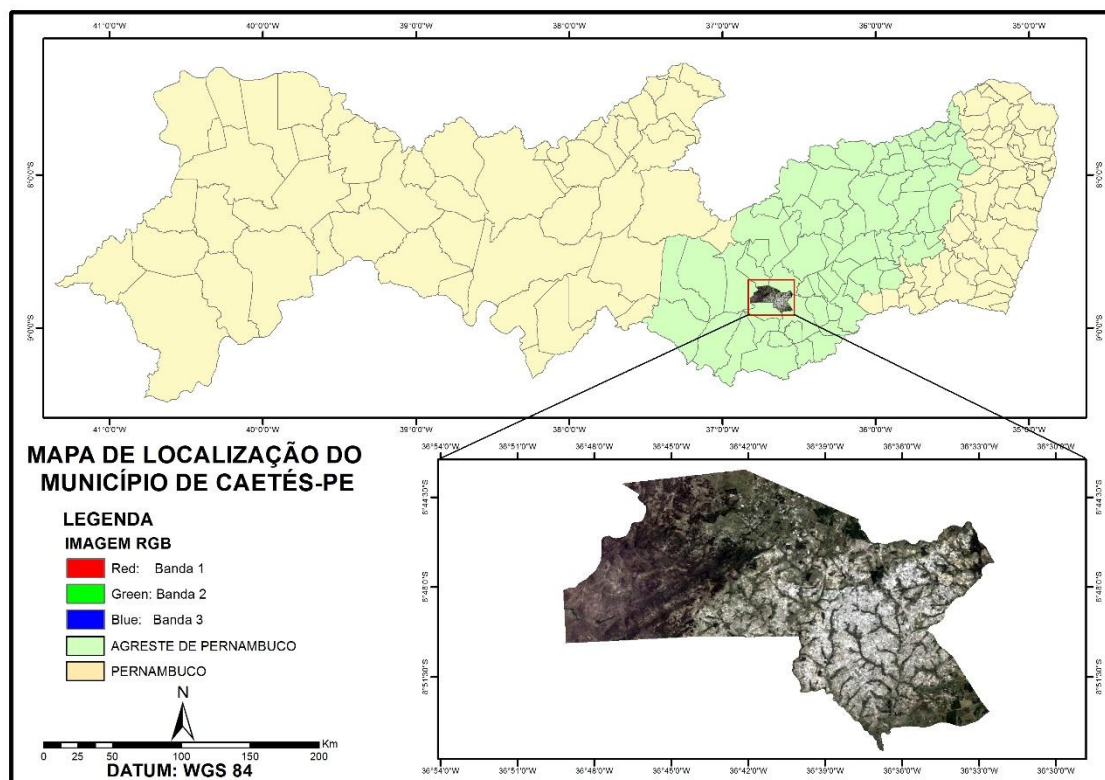 41°0'0"W 40°0'0"W 39°0'0"W 38°0'0"W 37°0'0"W 36°0'0"W 35°0'0"W
8°0'0"S 8°0'0"S
9°0'0"S 9°0'0"S
41°0'0"W 40°0'0"W 39°0'0"W 38°0'0"W 37°0'0"W 36°0'0"W 35°0'0"W
MAPA DE LOCALIZAÇÃO DO
MUNICÍPIO DE CAETÉS-PE
LEGENDA
IMAGEM RGB
Red: Banda 1
Green: Banda 2
Blue: Banda 3
AGRESTE DE PERNAMBUCO
PERNAMBUCO
N
Km
0 25 50 100 150 200
DATUM: WGS 84
36°54'0"W 36°51'0"W 36°48'0"W 36°45'0"W 36°42'0"W 36°39'0"W 36°36'0"W 36°33'0"W 36°30'0"W
8°44'30"S 8°44'30"S
8°48'0"S 8°48'0"S
8°51'30"S 8°51'30"S
36°54'0"W 36°51'0"W 36°48'0"W 36°45'0"W 36°42'0"W 36°39'0"W 36°36'0"W 36°33'0"W 36°30'0"W